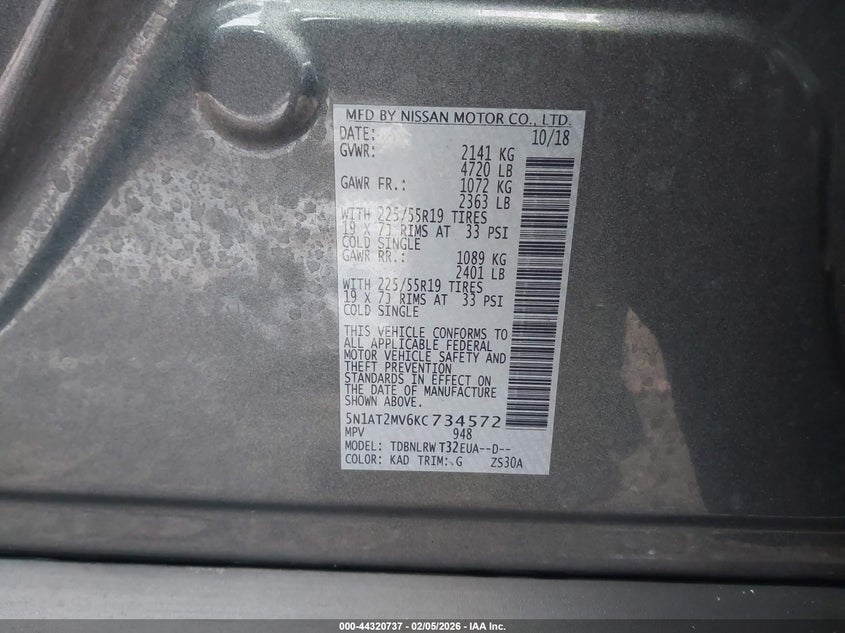 MFD BY NISSAN MOTOR CO., LTD.
DATE: 10/18
GVWR: 2141 KG
4720 LB
GAWR FR.: 1072 KG
2363 LB
WITH 225/55R19 TIRES
19 X 7J RIMS AT 33 PSI
COLD SINGLE
GAWR RR.: 1089 KG
2401 LB
WITH 225/55R19 TIRES
19 X 7J RIMS AT 33 PSI
COLD SINGLE
THIS VEHICLE CONFORMS TO
ALL APPLICABLE FEDERAL
MOTOR VEHICLE SAFETY AND
THEFT PREVENTION
STANDARDS IN EFFECT ON
THE DATE OF MANUFACTURE
SHOWN ABOVE.
5N1AT2MV6KC734572
MPV 948
MODEL: TDBNLRW T32EUA--D--
COLOR: KAD TRIM: G ZS30A
000-44320737 - 02/05/2026 - IAA Inc.